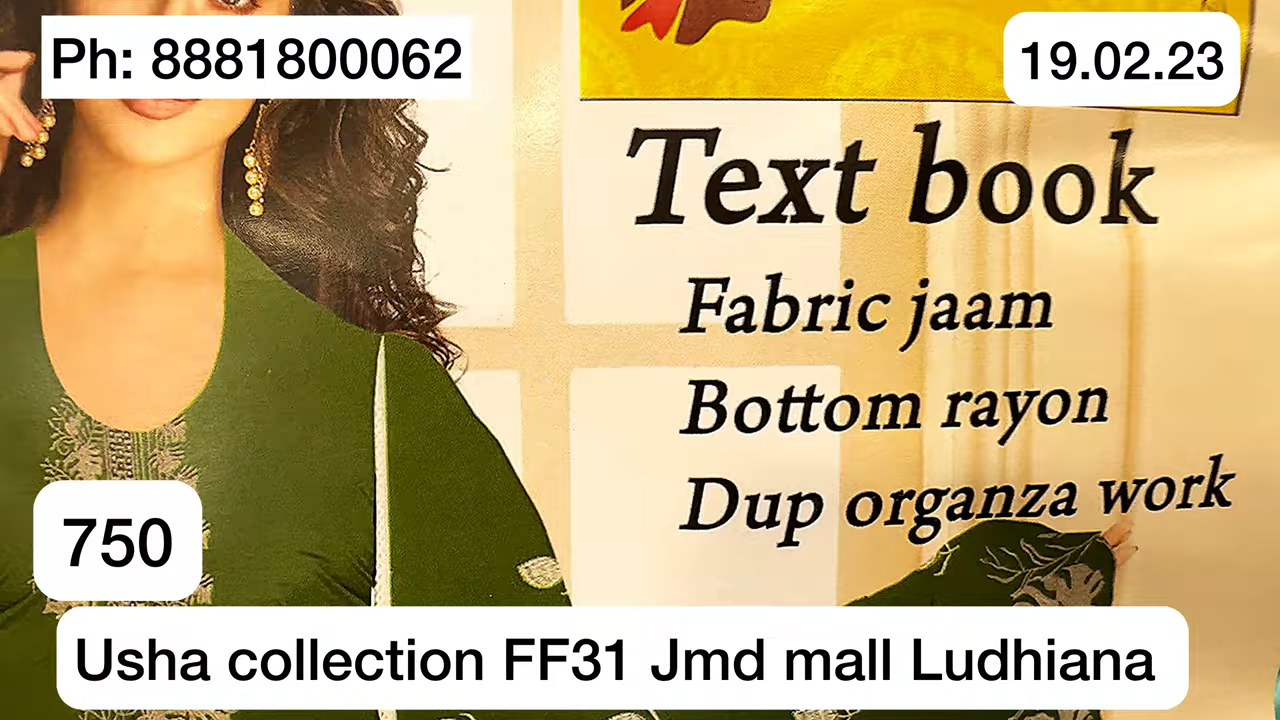 Ph: 8881800062
19.02.23
Text book
Fabric jaam
Bottom rayon
Dup organza work
750
Usha collection FF31 Jmd mall Ludhiana